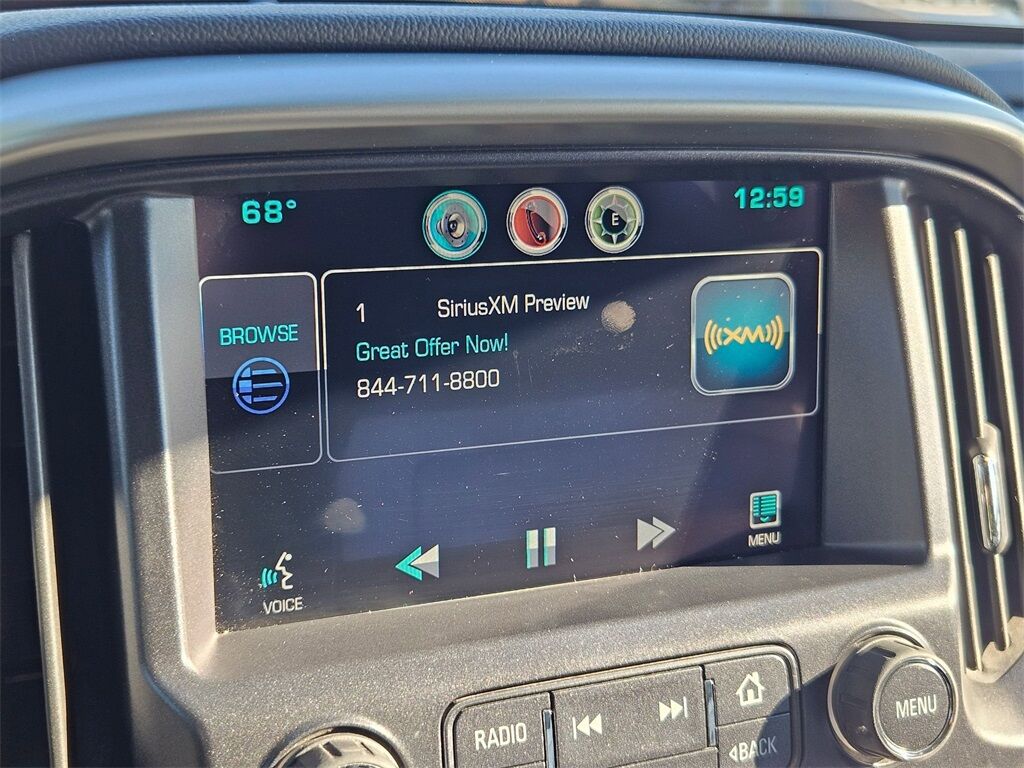 68°
E
12:59
BROWSE
1 SiriusXM Preview
Great Offer Now!
844-711-8800
((XM))
VOICE
MENU
RADIO
BACK
MENU